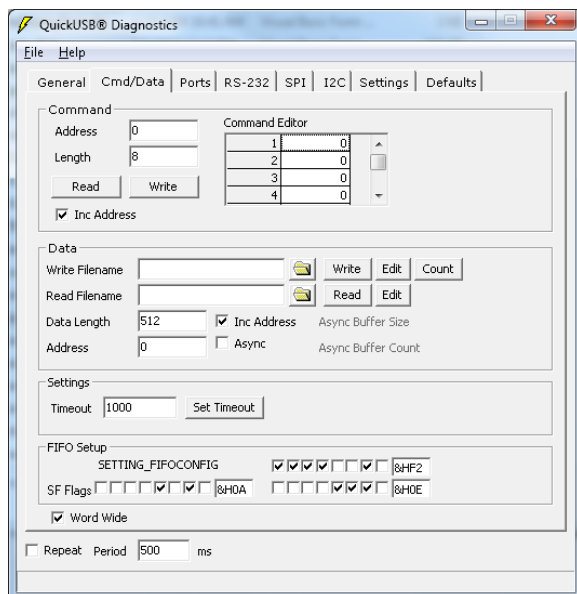 QuickUSB® Diagnostics
File Help
General Cmd/Data Ports RS-232 SPI I2C Settings Defaults
Command
Address 0
Length 8
Read Write
Inc Address
Command Editor
1 0
2 0
3 0
4 0
Data
Write Filename Write Edit Count
Read Filename Read Edit
Data Length 512 Inc Address Async Buffer Size
Address 0 Async Async Buffer Count
Settings
Timeout 1000 Set Timeout
FIFO Setup
SETTING_FIFOCONFIG &HF2
SF Flags &H0A &H0E
Word Wide
Repeat Period 500 ms